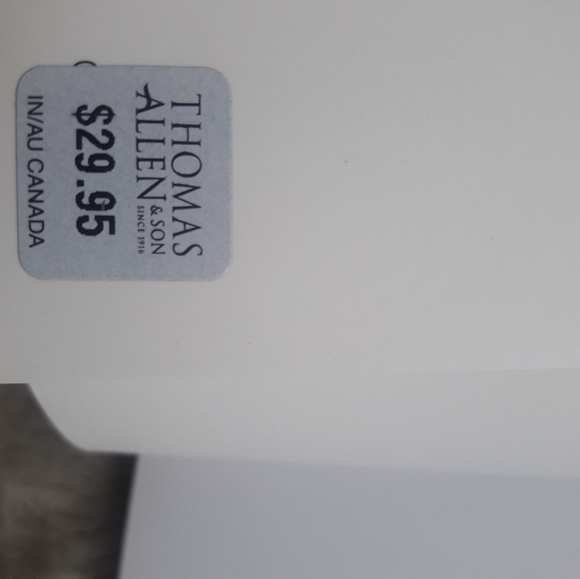 THOMAS
ALLEN & SON
SINCE 1916
$29.95
IN/AU CANADA